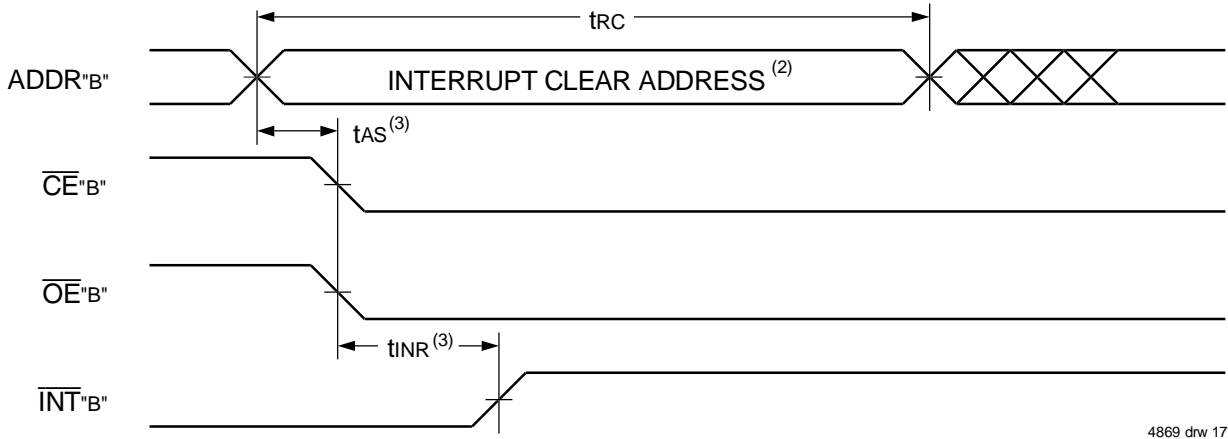 tRC
ADDR"B"
INTERRUPT CLEAR ADDRESS (2)
tAS(3)
CE"B"
OE"B"
tINR(3)
INT"B"
4869 drw 17